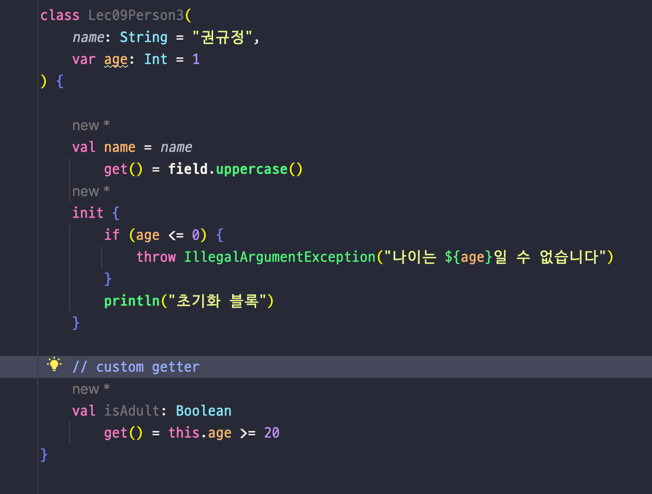 class Lec09Person3(
    name: String = "권규정",
    var age: Int = 1
) {
    new *
    val name = name
        get() = field.uppercase()
    new *
    init {
        if (age <= 0) {
            throw IllegalArgumentException("나이는 ${age}일 수 없습니다")
        }
        println("초기화 블록")
    }
    // custom getter
    new *
    val isAdult: Boolean
        get() = this.age >= 20
}